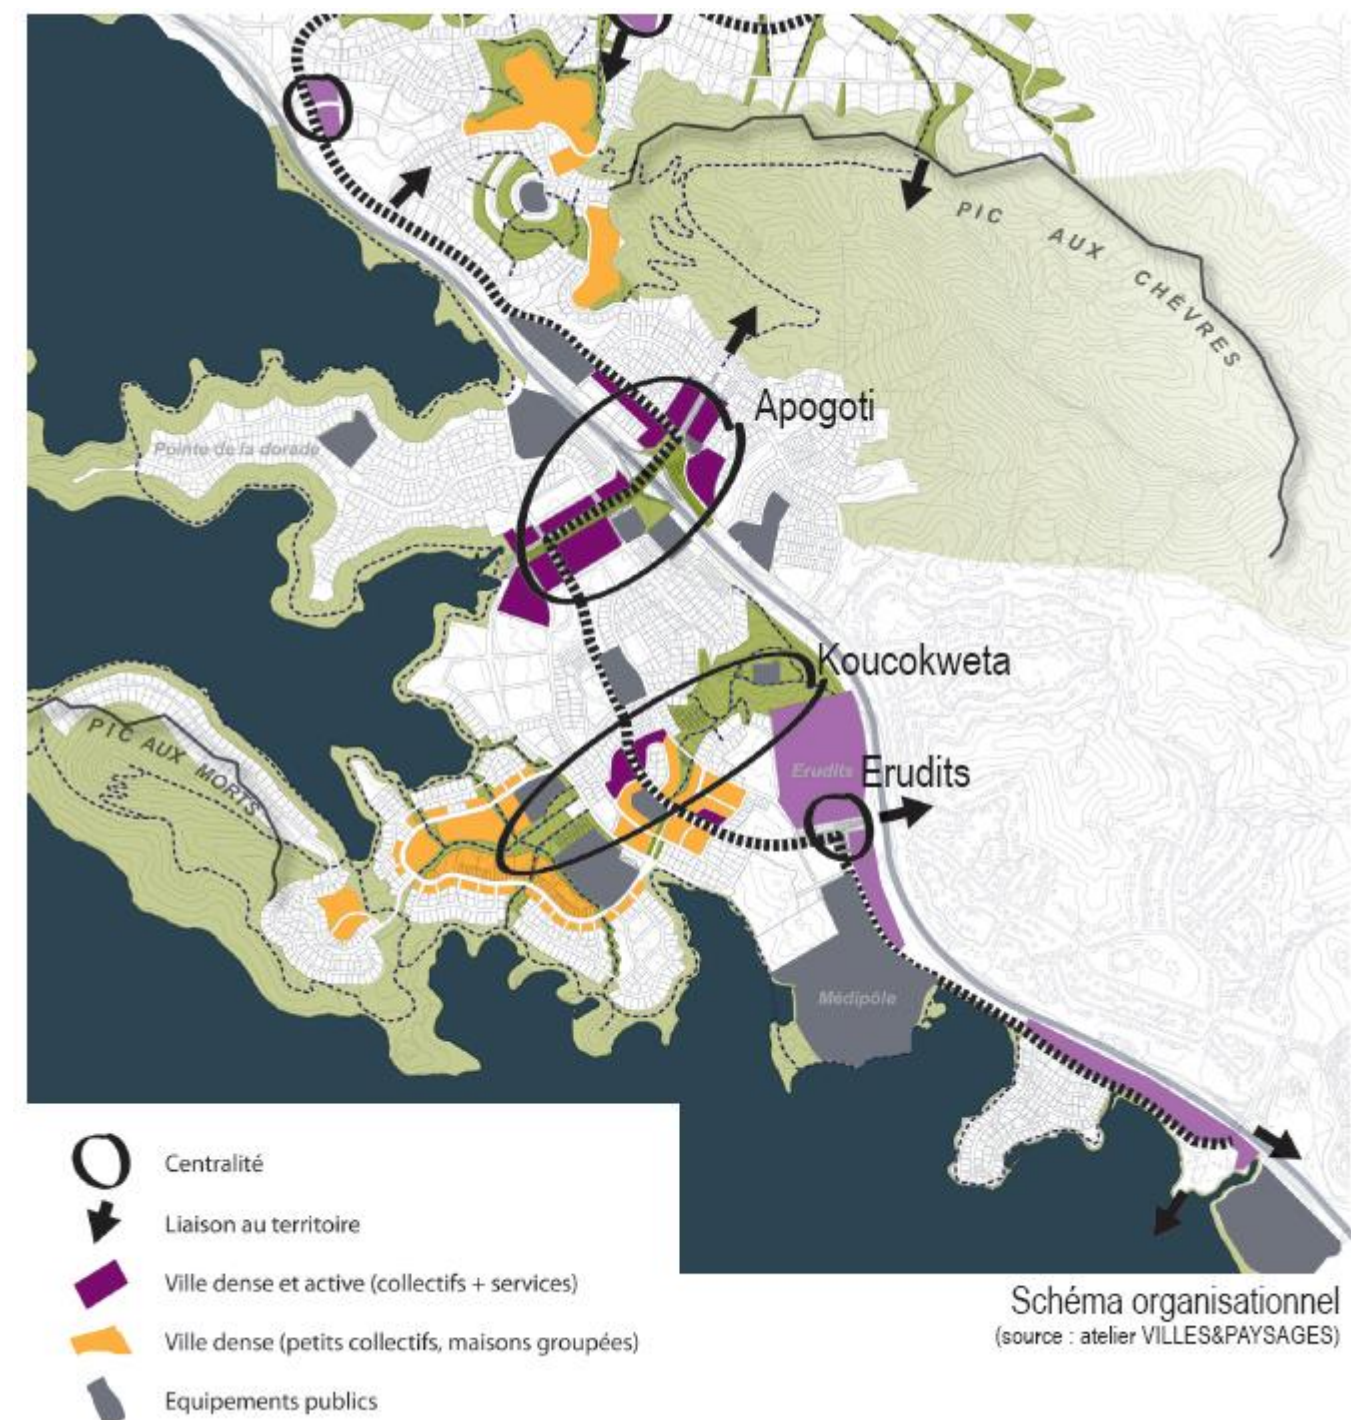 PIC AUX CHÈVRES
Apogoti
Pointe de la dorade
Koucokweta
PIC AUX MORTS
Erudits
Erudits
Médipôle
Centralité
Liaison au territoire
Ville dense et active (collectifs + services)
Ville dense (petits collectifs, maisons groupées)
Equipements publics
Schéma organisationnel
(source : atelier VILLES&PAYSAGES)